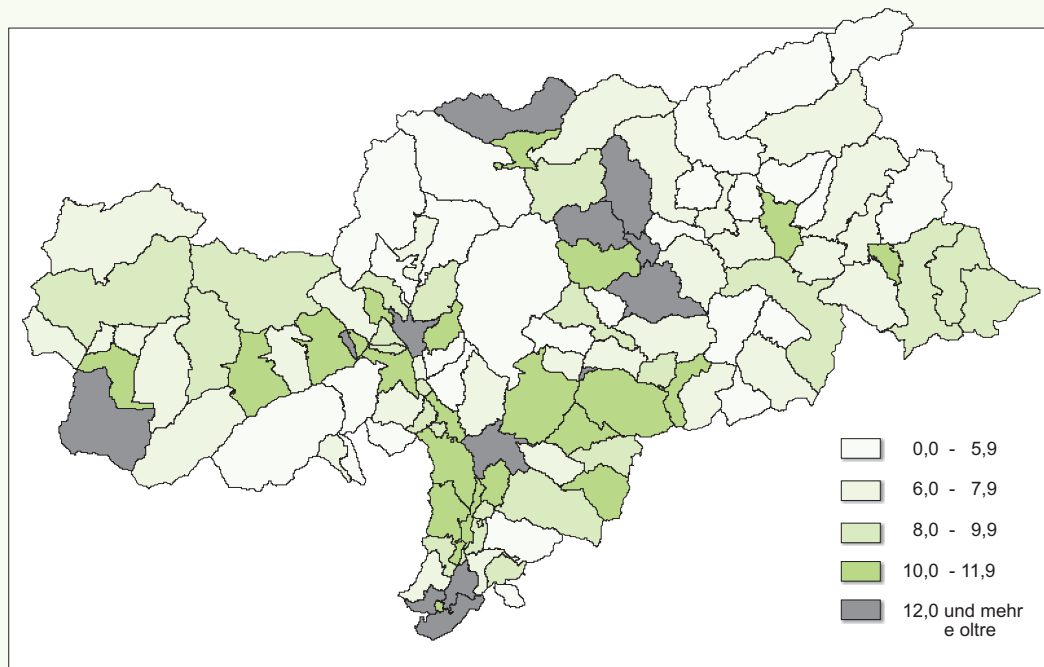 0,0 - 5,9
6,0 - 7,9
8,0 - 9,9
10,0 - 11,9
12,0 und mehr
e oltre